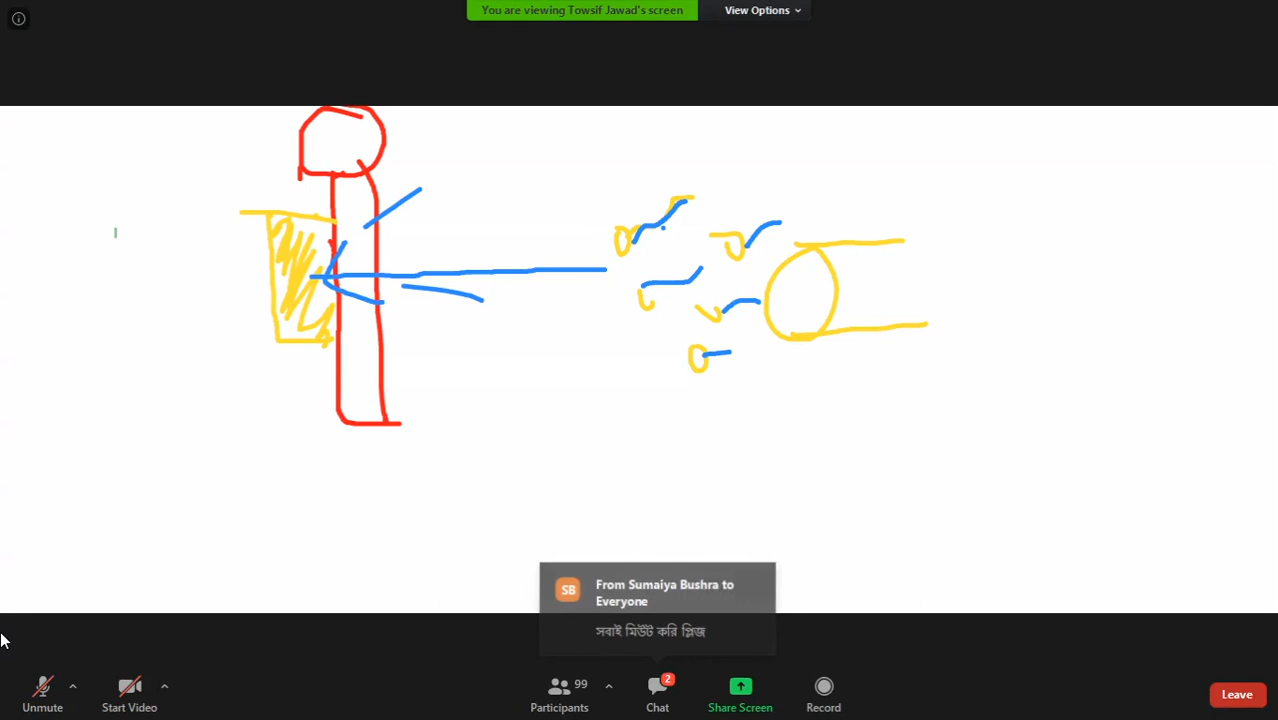 You are viewing Towsif Jawad's screen
View Options
SB
From Sumaiya Bushra to
Everyone
সবাই মিউট করি প্লিজ
Unmute
Start Video
99
Participants
2
Chat
Share Screen
Record
Leave